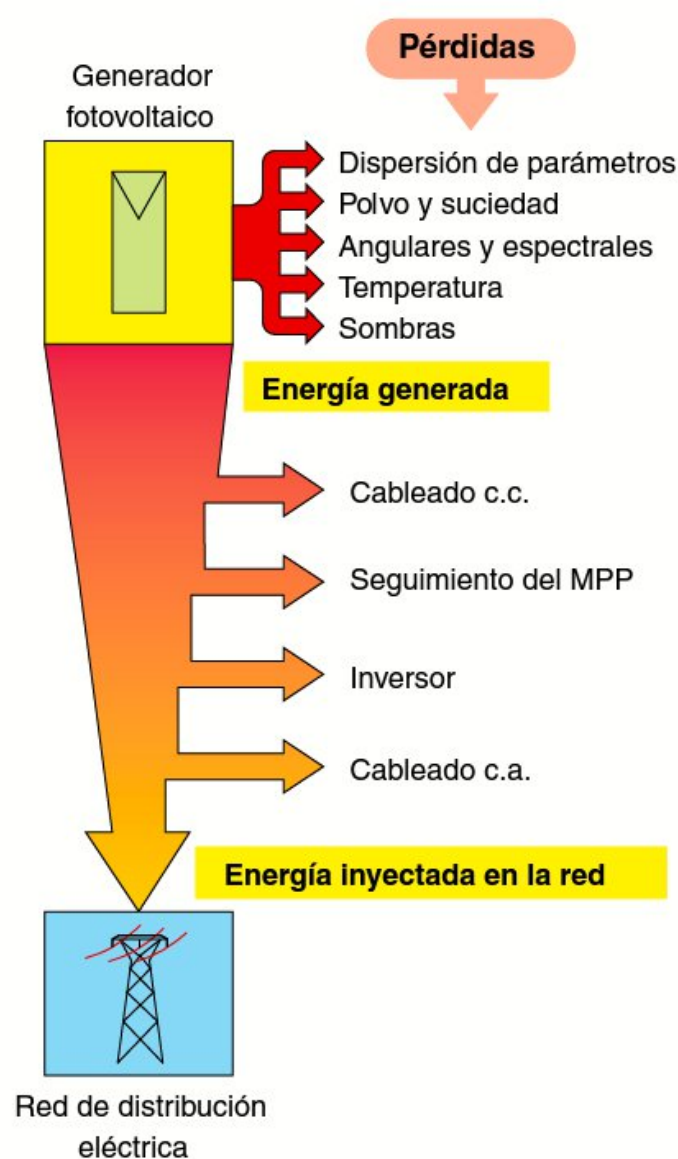 Pérdidas
Generador
fotovoltaico
Dispersión de parámetros
Polvo y suciedad
Angulares y espectrales
Temperatura
Sombras
Energía generada
Cableado c.c.
Seguimiento del MPP
Inversor
Cableado c.a.
Energía inyectada en la red
Red de distribución
eléctrica